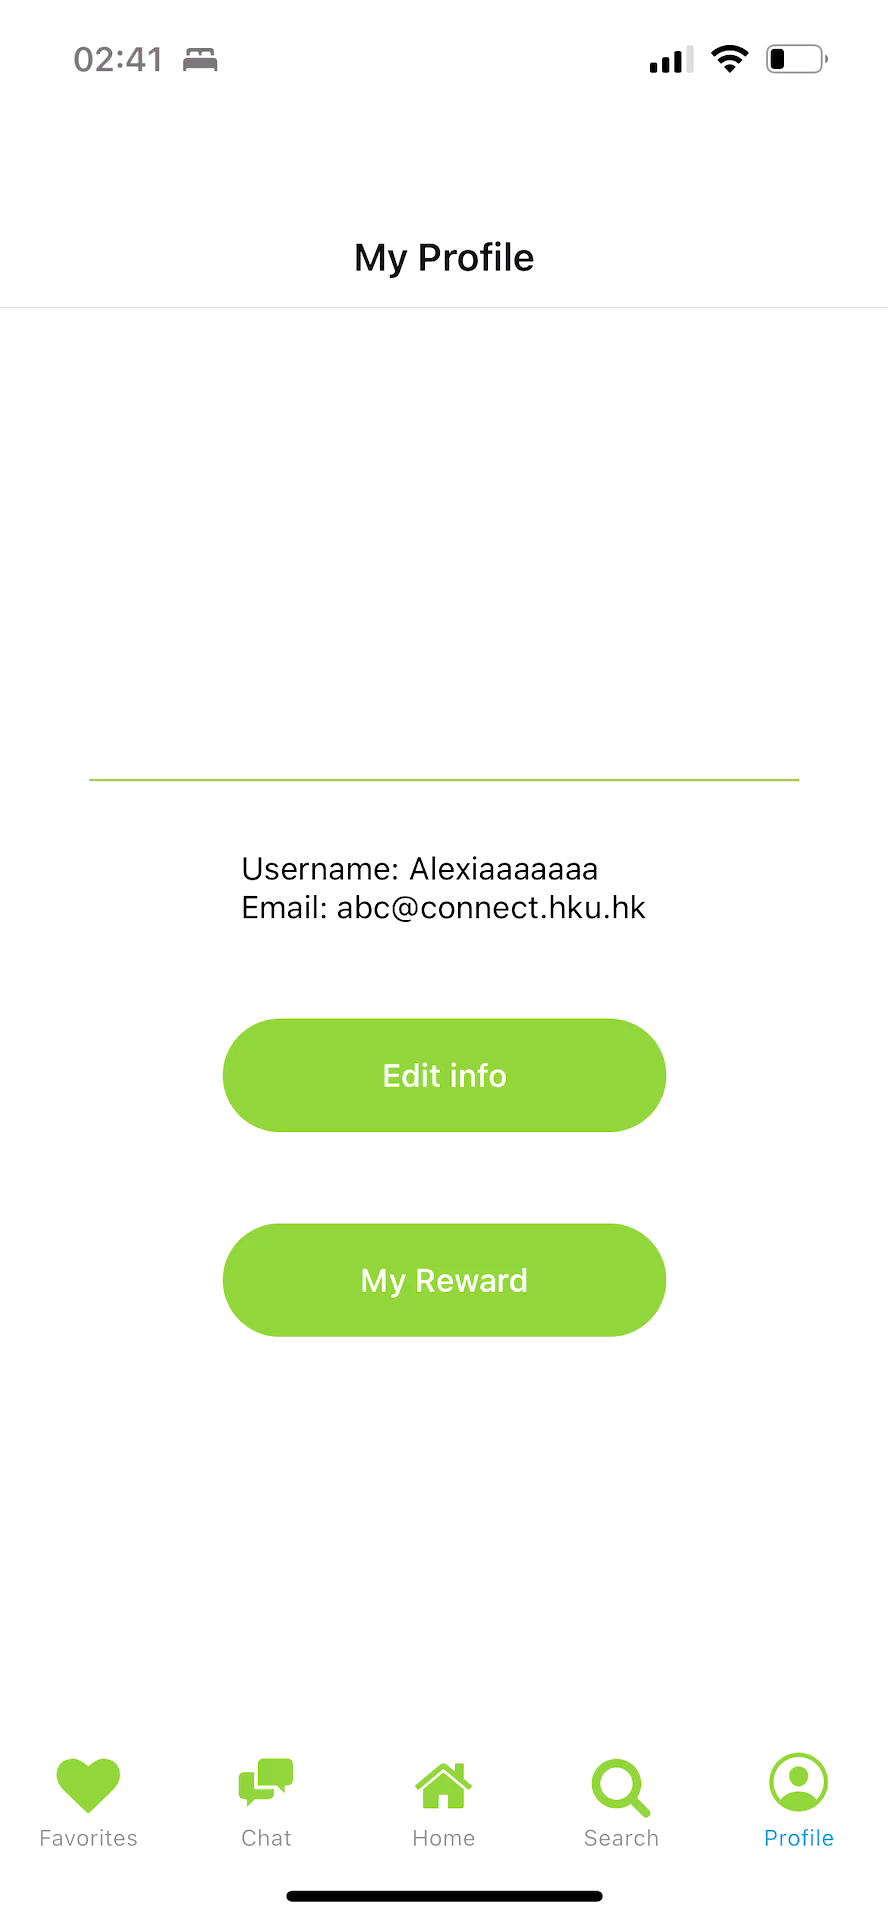 02:41
My Profile
Username: Alexiaaaaaaa
Email: abc@connect.hku.hk
Edit info
My Reward
Favorites
Chat
Home
Search
Profile